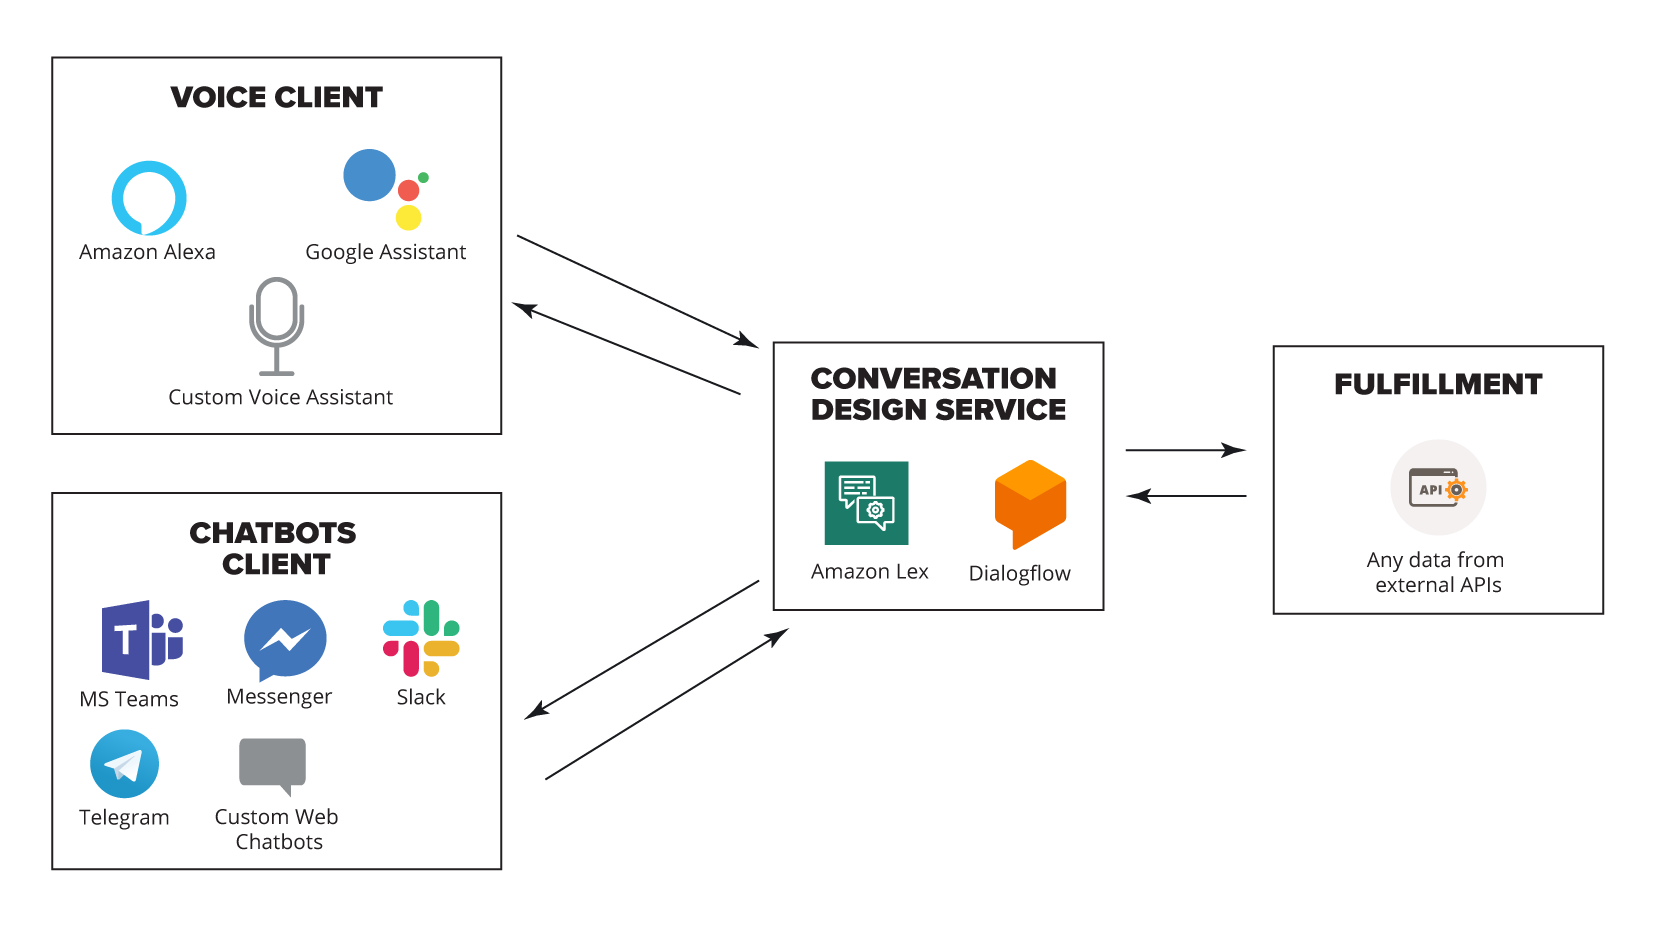 VOICE CLIENT
Amazon Alexa
Google Assistant
Custom Voice Assistant
CHATBOTS
CLIENT
T
MS Teams
Messenger
Slack
Telegram
Custom Web
Chatbots
CONVERSATION
DESIGN SERVICE
Amazon Lex
Dialogflow
FULFILLMENT
API
Any data from
external APIs